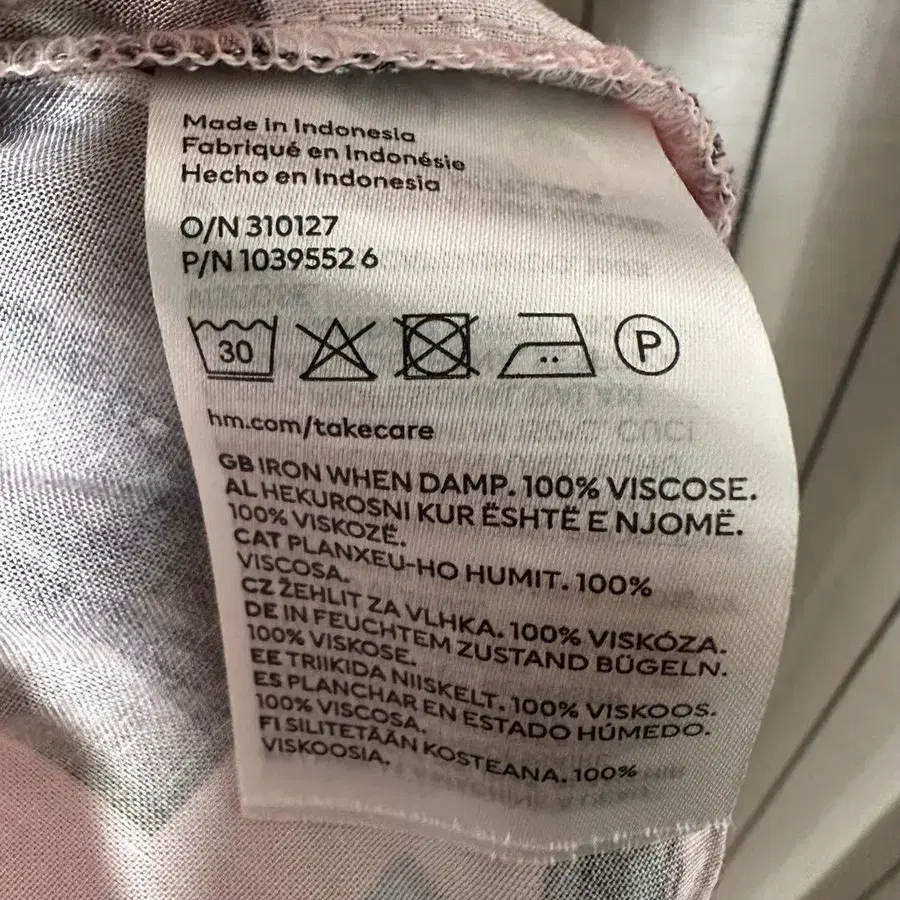 Made in Indonesia
Fabriqué en Indonésie
Hecho en Indonesia
O/N 310127
P/N 1039552 6
30
P
hm.com/takecare
GB IRON WHEN DAMP. 100% VISCOSE.
AL HEKUROSNI KUR ËSHTË E NJOMË.
100% VISKOZË.
CAT PLANXEU-HO HUMIT. 100%
VISCOSA.
CZ ŽEHLIT ZA VLHKA. 100% VISKÓZA.
DE IN FEUCHTEM ZUSTAND BÜGELN.
100% VISKOSE.
EE TRIIKIDA NIISKELT. 100% VISKOOS.
ES PLANCHAR EN ESTADO HÚMEDO.
100% VISCOSA.
FI SILITETÄÄN KOSTEANA. 100%
VISKOOSIA.